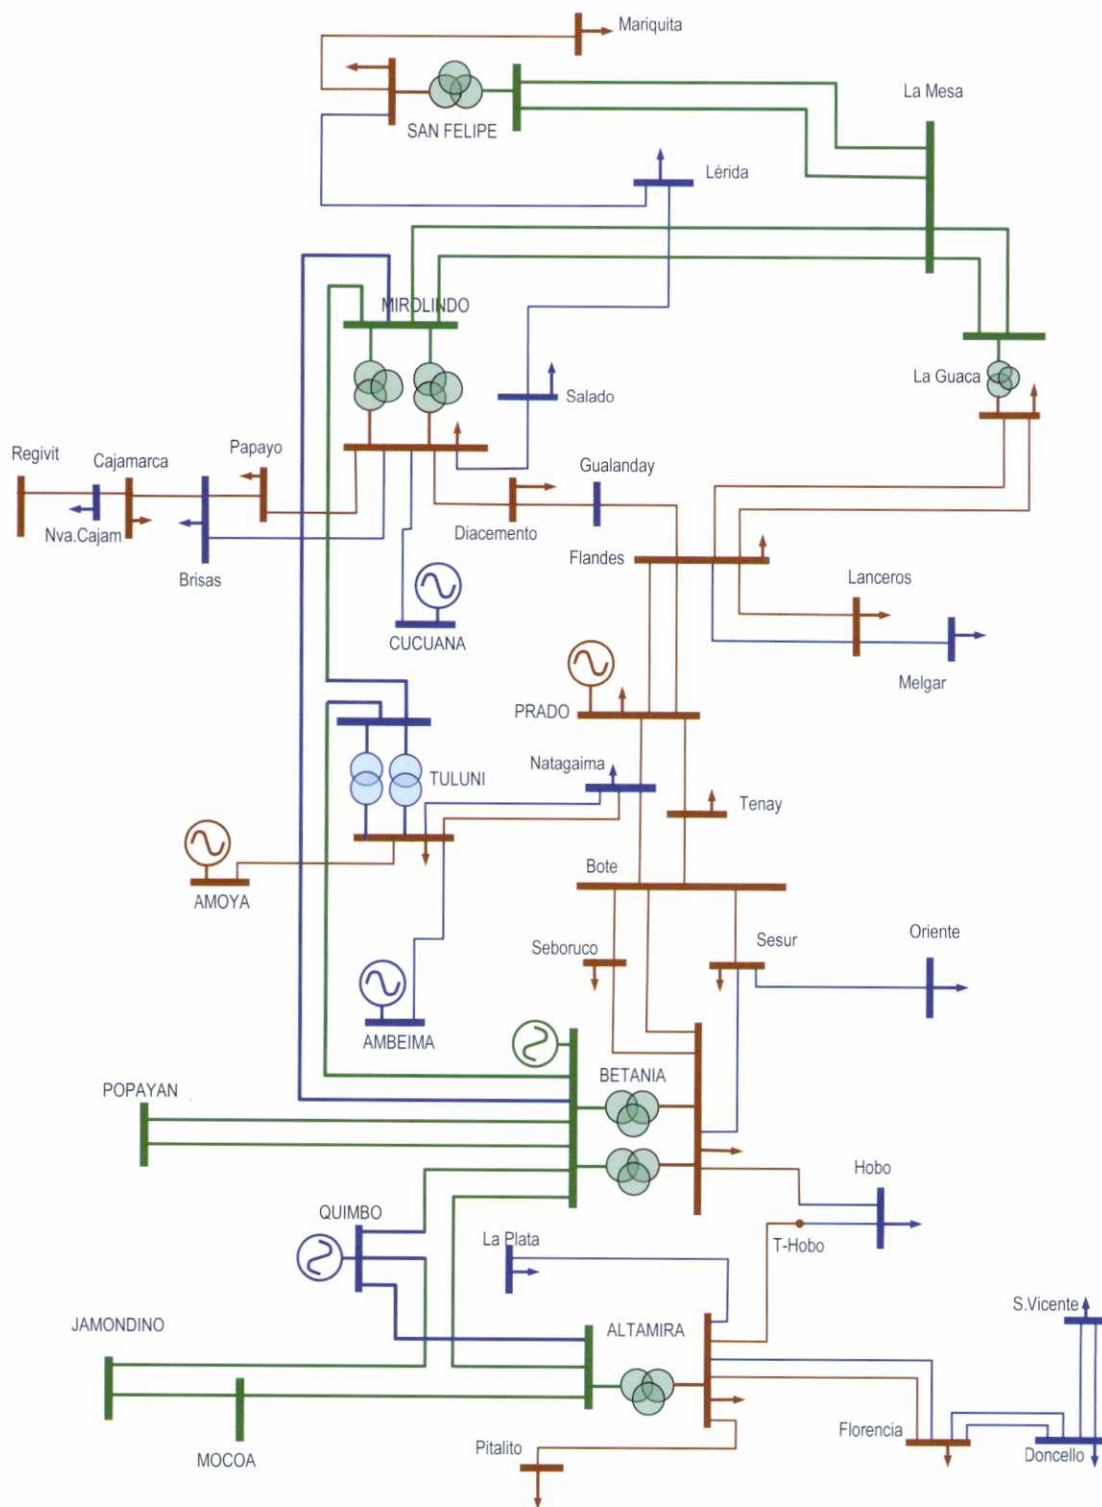 Mariquita
La Mesa
SAN FELIPE
Lérida
MIROLINDO
La Guaca
Salado
Regivit
Cajamarca
Papayo
Gualanday
Nva.Cajam
Diacemento
Flandes
Brisas
Lanceros
CUCUANA
Melgar
PRADO
Natagaima
TULUNI
Tenay
Bote
AMOYA
Seboruco
Sesur
Oriente
AMBEIMA
BETANIA
POPAYAN
Hobo
QUIMBO
La Plata
T-Hobo
S.Vicente
JAMONDINO
ALTAMIRA
Florencia
Doncello
Pitalito
MOCOA